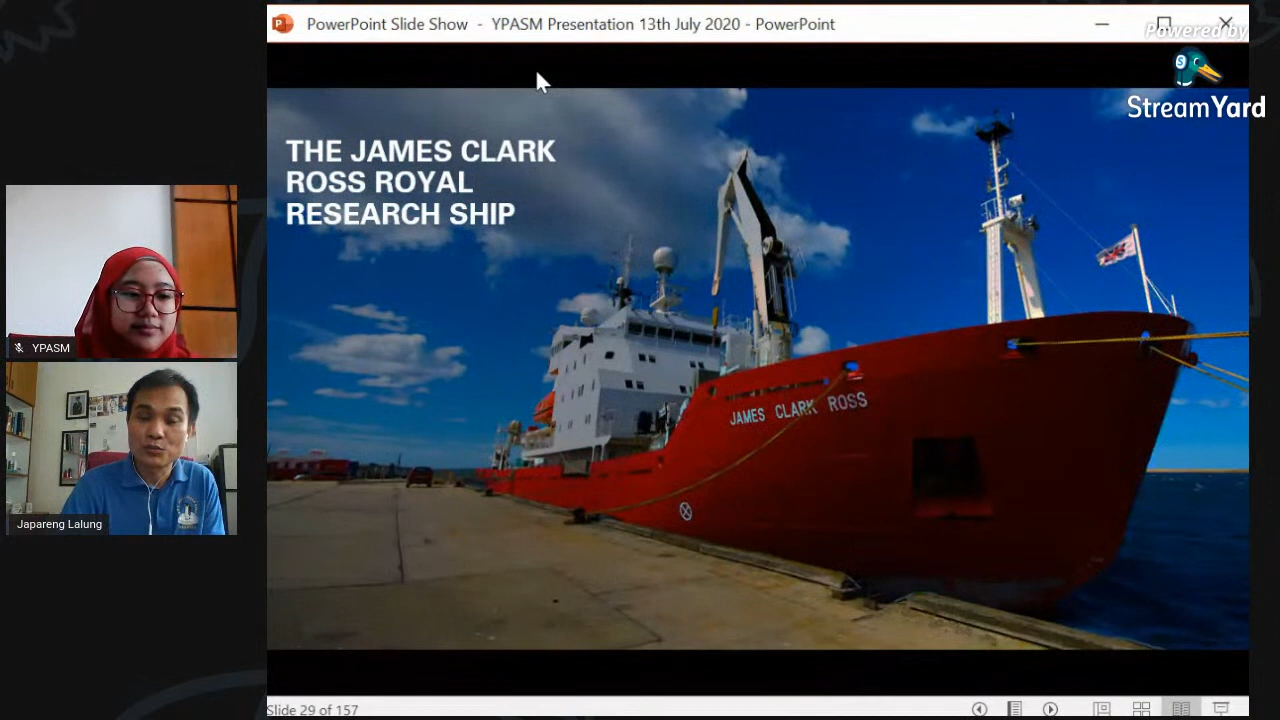 PowerPoint Slide Show - YPASM Presentation 13th July 2020 - PowerPoint
Powered by
StreamYard
THE JAMES CLARK
ROSS ROYAL
RESEARCH SHIP
JAMES CLARK ROSS
YPASM
Japareng Lalung
Slide 29 of 157